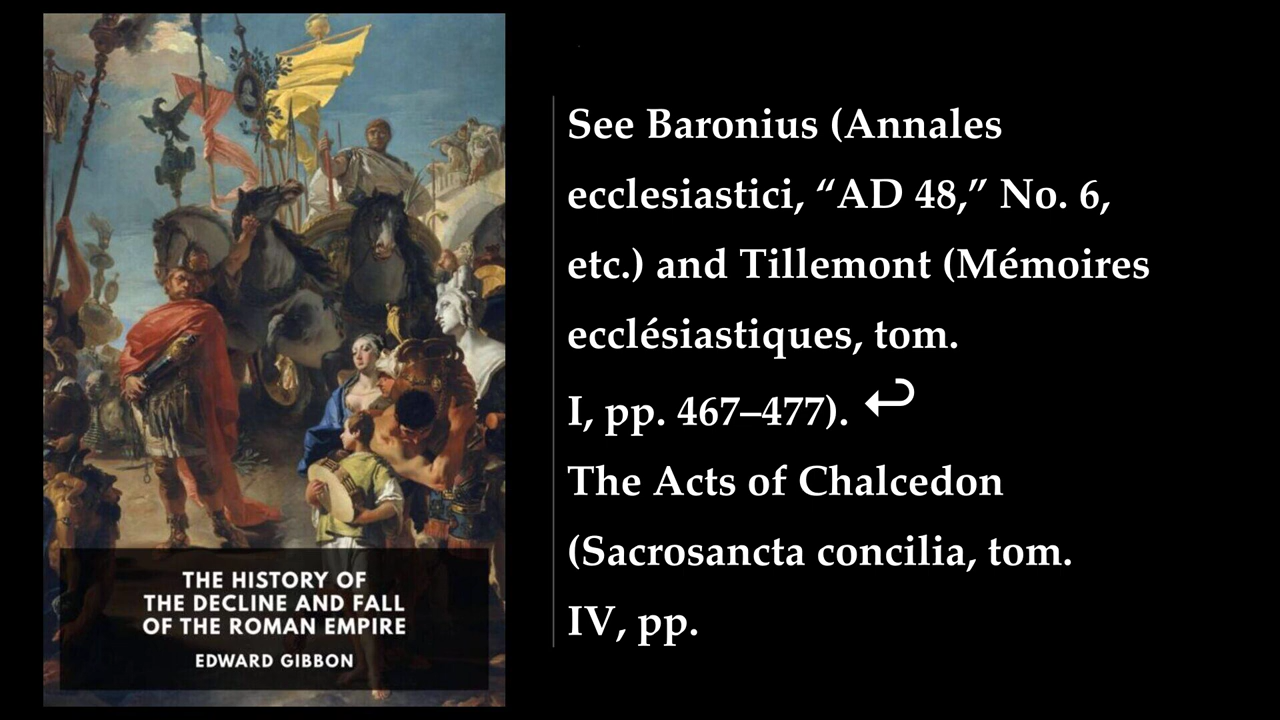 THE HISTORY OF
THE DECLINE AND FALL
OF THE ROMAN EMPIRE
EDWARD GIBBON
See Baronius (Annales
ecclesiastici, “AD 48,” No. 6,
etc.) and Tillemont (Mémoires
ecclésiastiques, tom.
I, pp. 467–477). ↩
The Acts of Chalcedon
(Sacrosancta concilia, tom.
IV, pp.